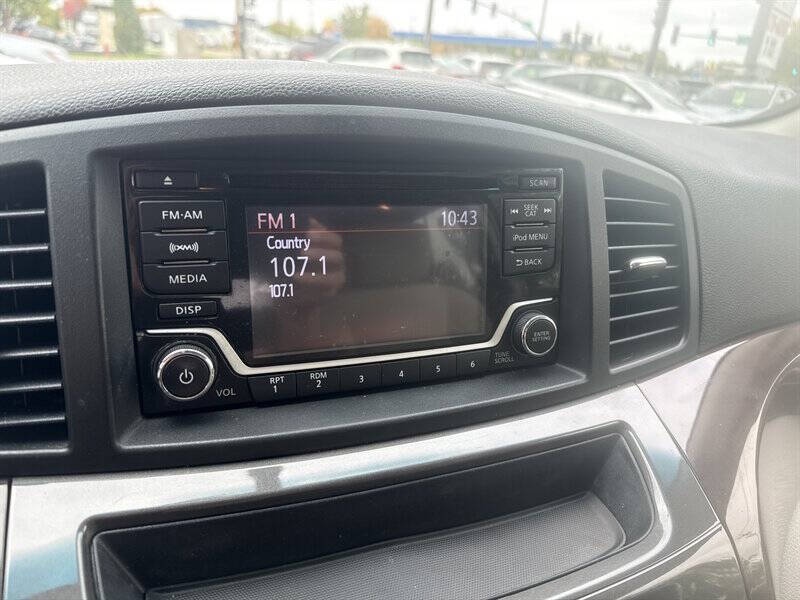 SCAN
FM·AM
SEEK
CAT
((XM))
iPod MENU
MEDIA
BACK
DISP
FM 1
10:43
Country
107.1
107.1
ENTER
SETTING
TUNE
SCROLL
VOL
RPT
1
RDM
2
3
4
5
6